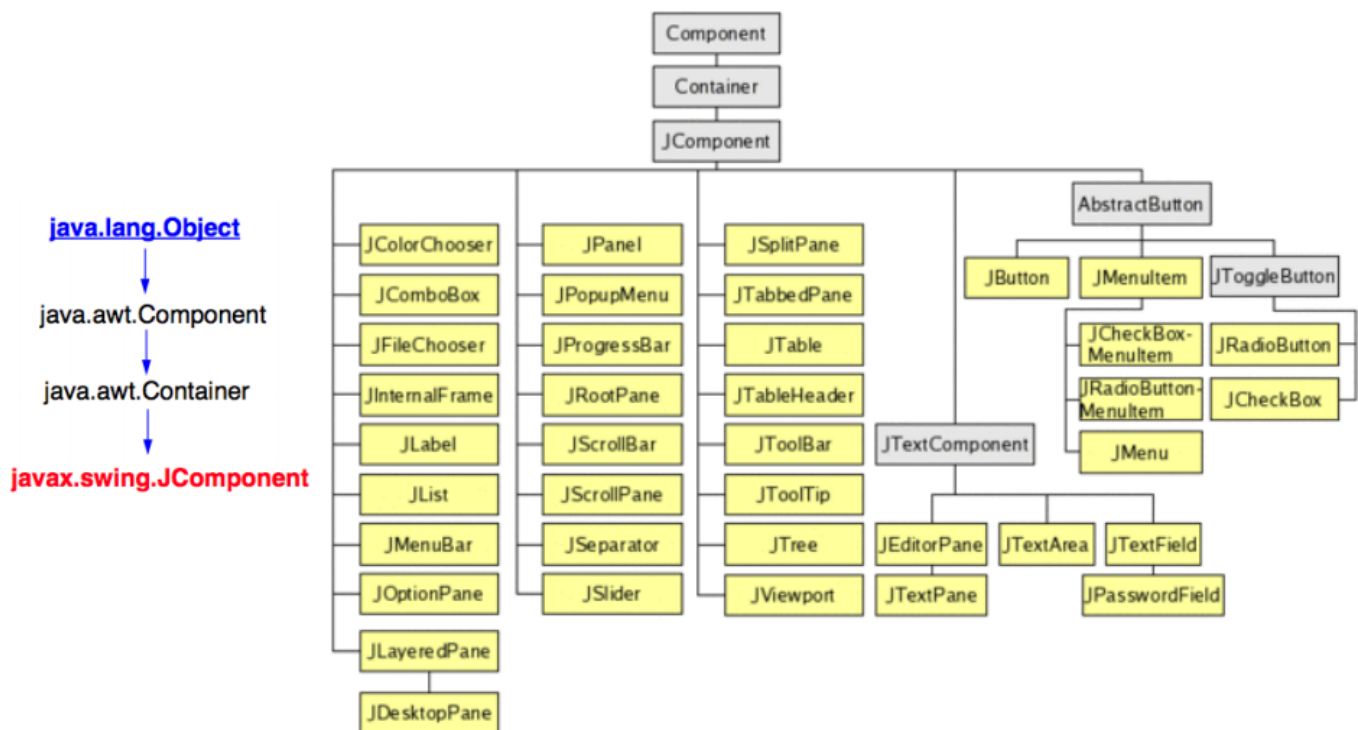 Component
Container
JComponent
java.lang.Object
java.awt.Component
java.awt.Container
javax.swing.JComponent
JColorChooser
JComboBox
JFileChooser
JInternalFrame
JLabel
JList
JMenuBar
JOptionPane
JLayeredPane
JDesktopPane
JPanel
JPopupMenu
JProgressBar
JRootPane
JScrollBar
JScrollPane
JSeparator
JSlider
JSplitPane
JTabbedPane
JTable
JTableHeader
JToolBar
JToolTip
JTree
JViewport
JTextComponent
JEditorPane
JTextArea
JTextField
JTextPane
JPasswordField
AbstractButton
JButton
JMenuItem
JToggleButton
JCheckBox-
MenuItem
JRadioButton-
MenuItem
JMenu
JRadioButton
JCheckBox